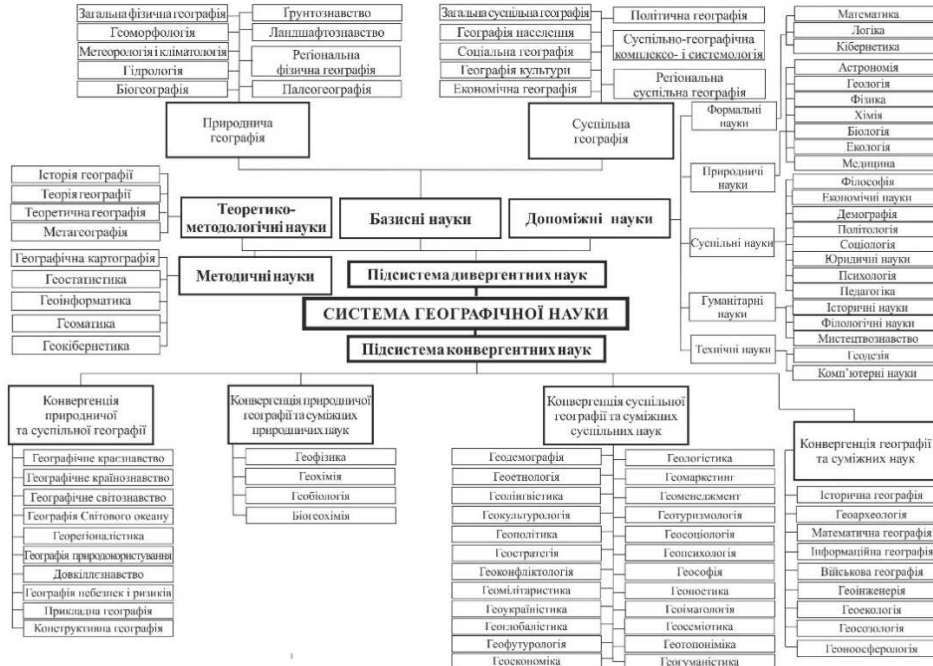 Загальна фізична географія
Геоморфологія
Метеорологія і кліматологія
Гідрологія
Біогеографія
Ґрунтознавство
Ландшафтознавство
Регіональна
фізична географія
Палеогеографія
Загальна суспільна географія
Географія населення
Соціальна географія
Географія культури
Економічна географія
Політична географія
Суспільно-географічна
комплексо- і системологія
Регіональна
суспільна географія
Математика
Логіка
Кібернетика
Астрономія
Геологія
Фізика
Хімія
Біологія
Екологія
Медицина
Філософія
Економічні науки
Демографія
Політологія
Соціологія
Юридичні науки
Психологія
Педагогіка
Історичні науки
Філологічні науки
Мистецтвознавство
Геодезія
Комп’ютерні науки
Формальні
науки
Природничі
науки
Суспільні науки
Гуманітарні
науки
Технічні науки
Природнича
географія
Суспільна
географія
Історія географії
Теорія географії
Теоретична географія
Метагеографія
Географічна картографія
Геостатистика
Геоінформатика
Геоматика
Геокібернетика
Теоретико-
методологічні науки
Базисні науки
Допоміжні науки
Методичні науки
Підсистема дивергентних наук
СИСТЕМА ГЕОГРАФІЧНОЇ НАУКИ
Підсистема конвергентних наук
Конвергенція
природничої
та суспільної географії
Географічне краєзнавство
Географічне країнознавство
Географічне світознавство
Географія Світового океану
Георегіоналістика
Географія природокористування
Довкіллєзнавство
Географія небезпек і ризиків
Прикладна географія
Конструктивна географія
Конвергенція природничої
географії та суміжних
природничих наук
Геофізика
Геохімія
Геобіологія
Біогеохімія
Конвергенція суспільної
географії та суміжних
суспільних наук
Геодемографія
Геоетнологія
Геолінгвістика
Геокультурологія
Геополітика
Геостратегія
Геоконфліктологія
Геомілітаристика
Геоукраїністика
Геоглобалістика
Геофутурологія
Геоекономіка
Геологістика
Геомаркетинг
Геоменеджмент
Геотуризмологія
Геосоціологія
Геопсихологія
Геософія
Геопоетика
Геоіматологія
Геосеміотика
Геотопоніміка
Геогуманістика
Конвергенція географії
та суміжних наук
Історична географія
Геоархеологія
Математична географія
Інформаційна географія
Військова географія
Геоінженерія
Геоекологія
Геосозологія
Геоноосферологія